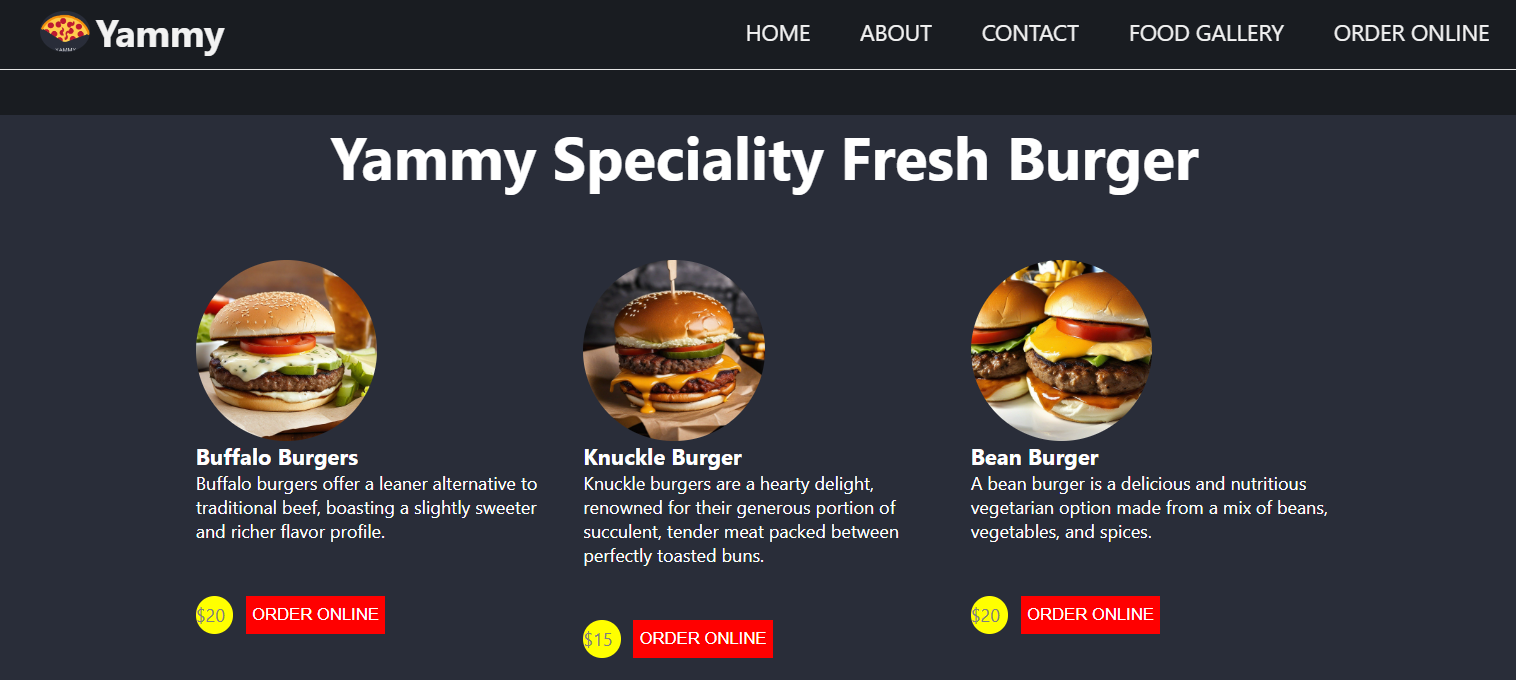 YAMMY
Yammy
HOME
ABOUT
CONTACT
FOOD GALLERY
ORDER ONLINE
Yammy Speciality Fresh Burger
Buffalo Burgers
Buffalo burgers offer a leaner alternative to
traditional beef, boasting a slightly sweeter
and richer flavor profile.
$20
ORDER ONLINE
Knuckle Burger
Knuckle burgers are a hearty delight,
renowned for their generous portion of
succulent, tender meat packed between
perfectly toasted buns.
$15
ORDER ONLINE
Bean Burger
A bean burger is a delicious and nutritious
vegetarian option made from a mix of beans,
vegetables, and spices.
$20
ORDER ONLINE